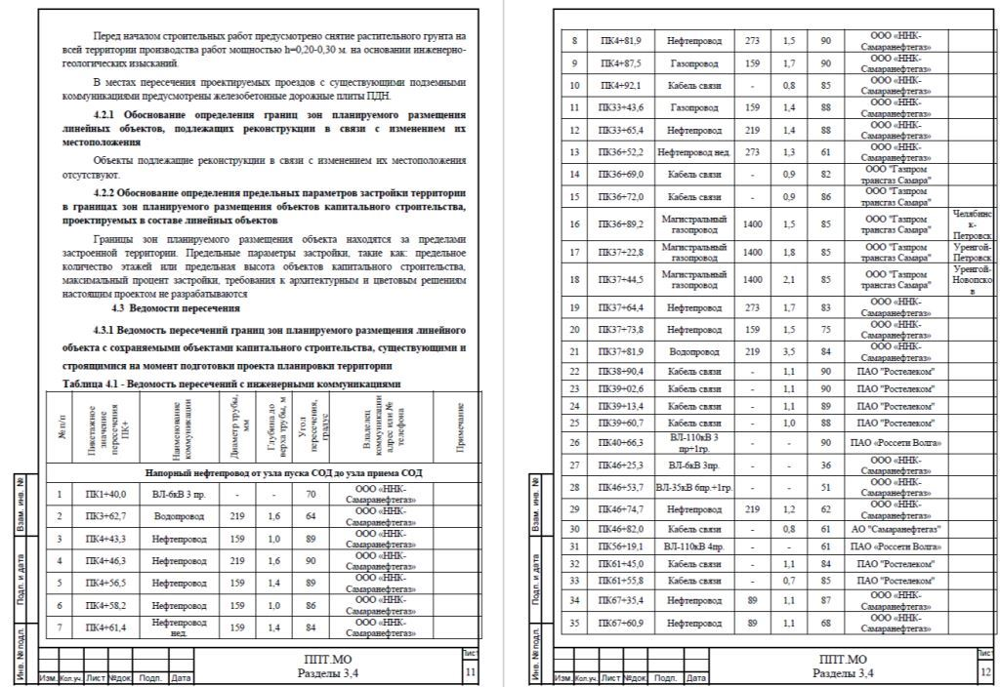 Перед началом строительных работ предусмотрено снятие растительного грунта на
всей территории производства работ мощностью h=0,20-0,30 м. на основании инженерно-
геологических изысканий.
В местах пересечения проектируемых проездов с существующими подземными
коммуникациями предусмотрены железобетонные дорожные плиты ПДН.
4.2.1 Обоснование определения границ зон планируемого размещения
линейных объектов, подлежащих реконструкции в связи с изменением их
местоположения
Объекты подлежащие реконструкции в связи с изменением их местоположения
отсутствуют.
4.2.2 Обоснование определения предельных параметров застройки территории
в границах зон планируемого размещения объектов капитального строительства,
проектируемых в составе линейных объектов
Границы зон планируемого размещения объекта находятся за пределами
застроенной территории. Предельные параметры застройки, такие как: предельное
количество этажей или предельная высота объектов капитального строительства,
максимальный процент застройки, требования к архитектурным и цветовым решениям
настоящим проектом не разрабатываются
4.3 Ведомости пересечения
4.3.1 Ведомость пересечений границ зон планируемого размещения линейного
объекта с сохраняемыми объектами капитального строительства, существующими и
строящимися на момент подготовки проекта планировки территории
Таблица 4.1 - Ведомость пересечений с инженерными коммуникациями
№ п/п
Пикетажное
значение
пересечения
ПК+
Наименование
коммуникации
Диаметр трубы,
мм
Глубина до
верха трубы, м
Угол
пересечения,
градус
Владелец
коммуникации
адрес или №
телефона
Примечание
Напорный нефтепровод от узла пуска СОД до узла приема СОД
1 ПК1+40,0 ВЛ-6кВ 3 пр. - - 70 ООО «ННК-
Самаранефтегаз»
2 ПК3+62,7 Водопровод 219 1,6 64 ООО «ННК-
Самаранефтегаз»
3 ПК4+43,3 Нефтепровод 159 1,0 89 ООО «ННК-
Самаранефтегаз»
4 ПК4+46,3 Нефтепровод 219 1,6 90 ООО «ННК-
Самаранефтегаз»
5 ПК4+56,5 Нефтепровод 159 1,4 89 ООО «ННК-
Самаранефтегаз»
6 ПК4+58,2 Нефтепровод 159 1,0 86 ООО «ННК-
Самаранефтегаз»
7 ПК4+61,4 Нефтепровод
нед. 159 1,4 84 ООО «ННК-
Самаранефтегаз»
Взам. инв. №
Подп. и дата
Инв. № подл.
Изм. Кол.уч. Лист №док Подп. Дата
ППТ.МО
Разделы 3,4
Лист
11
8 ПК4+81,9 Нефтепровод 273 1,5 90 ООО «ННК-
Самаранефтегаз»
9 ПК4+87,5 Газопровод 159 1,7 90 ООО «ННК-
Самаранефтегаз»
10 ПК4+92,1 Кабель связи - 0,8 85 ООО «ННК-
Самаранефтегаз»
11 ПК33+43,6 Газопровод 159 1,4 88 ООО «ННК-
Самаранефтегаз»
12 ПК33+65,4 Нефтепровод 219 1,4 88 ООО «ННК-
Самаранефтегаз»
13 ПК36+52,2 Нефтепровод нед. 273 1,3 61 ООО «ННК-
Самаранефтегаз»
14 ПК36+69,0 Кабель связи - 0,9 82 ООО "Газпром
трансгаз Самара"
15 ПК36+72,0 Кабель связи - 0,9 86 ООО "Газпром
трансгаз Самара"
16 ПК36+89,2 Магистральный
газопровод 1400 1,5 85 ООО "Газпром
трансгаз Самара" Челябинс
к-
Петровск
17 ПК37+22,8 Магистральный
газопровод 1400 1,8 85 ООО "Газпром
трансгаз Самара" Уренгой-
Петровск
18 ПК37+44,5 Магистральный
газопровод 1400 2,1 85 ООО "Газпром
трансгаз Самара" Уренгой-
Новопско
в
19 ПК37+64,4 Нефтепровод 273 1,7 83 ООО «ННК-
Самаранефтегаз»
20 ПК37+73,8 Нефтепровод 159 1,5 75 ООО «ННК-
Самаранефтегаз»
21 ПК37+81,9 Водопровод 219 3,5 84 ООО «ННК-
Самаранефтегаз»
22 ПК38+90,4 Кабель связи - 1,1 90 ПАО "Ростелеком"
23 ПК39+02,6 Кабель связи - 1,1 90 ПАО "Ростелеком"
24 ПК39+13,4 Кабель связи - 1,1 89 ПАО "Ростелеком"
25 ПК39+60,7 Кабель связи - 1,0 88 ПАО "Ростелеком"
26 ПК40+66,3 ВЛ-110кВ 3
пр+1гр. - - 90 ПАО «Россети Волга»
27 ПК46+25,3 ВЛ-6кВ 3пр. - - 36 ООО «ННК-
Самаранефтегаз»
28 ПК46+53,7 ВЛ-35кВ 6пр.+1гр. - - 51 ООО «ННК-
Самаранефтегаз»
29 ПК46+74,7 Нефтепровод 219 1,2 62 ООО «ННК-
Самаранефтегаз»
30 ПК46+82,0 Кабель связи - 0,8 61 АО "Самаранефтегаз"
31 ПК56+19,1 ВЛ-110кВ 4пр. - - 61 ПАО «Россети Волга»
32 ПК61+45,0 Кабель связи - 1,1 84 ПАО "Ростелеком"
33 ПК61+55,8 Кабель связи - 0,7 85 ПАО "Ростелеком"
34 ПК67+35,4 Нефтепровод 89 1,1 87 ООО «ННК-
Самаранефтегаз»
35 ПК67+60,9 Нефтепровод 89 1,1 68 ООО «ННК-
Самаранефтегаз»
Взам. инв. №
Подп. и дата
Инв. № подл.
Изм. Кол.уч. Лист №док Подп. Дата
ППТ.МО
Разделы 3,4
Лист
12